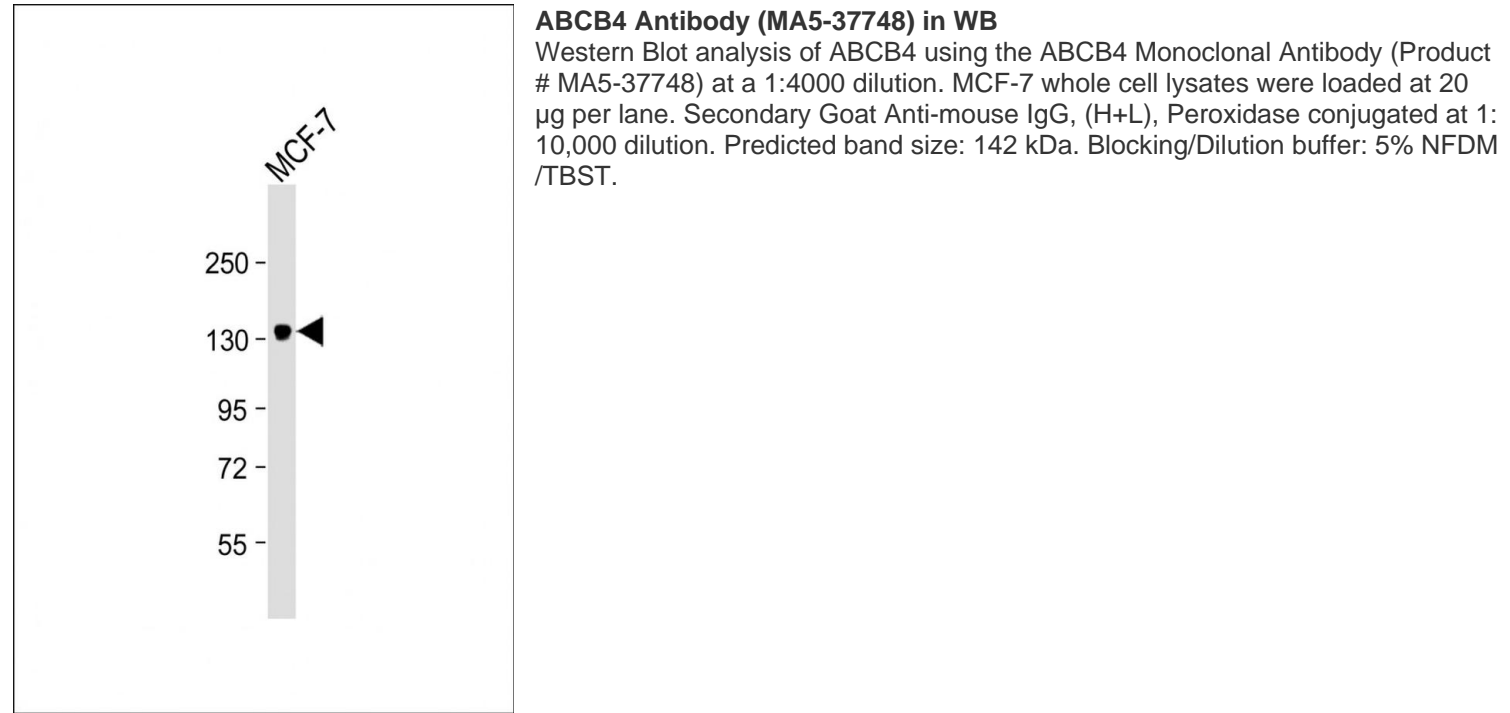 MCF-7
250
130
95
72
55
ABCB4 Antibody (MA5-37748) in WB
Western Blot analysis of ABCB4 using the ABCB4 Monoclonal Antibody (Product
# MA5-37748) at a 1:4000 dilution. MCF-7 whole cell lysates were loaded at 20
µg per lane. Secondary Goat Anti-mouse IgG, (H+L), Peroxidase conjugated at 1:
10,000 dilution. Predicted band size: 142 kDa. Blocking/Dilution buffer: 5% NFDM
/TBST.